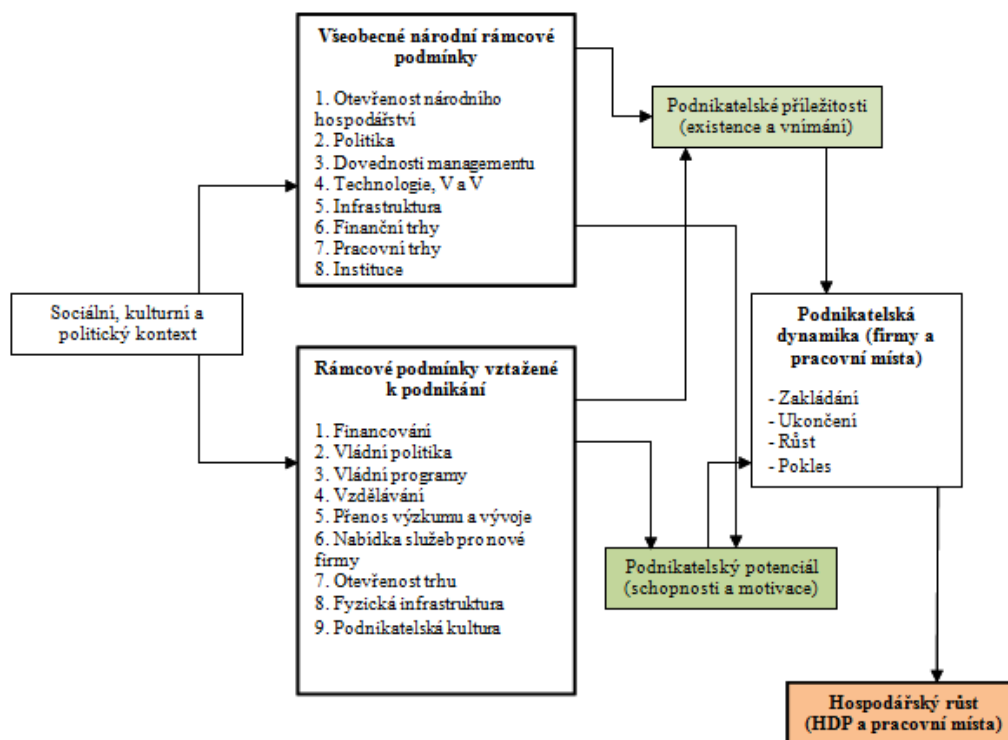 Všeobecné národní rámcové
podmínky
1. Otevřenost národního
hospodářství
2. Politika
3. Dovednosti managementu
4. Technologie, V a V
5. Infrastruktura
6. Finanční trhy
7. Pracovní trhy
8. Instituce
Podnikatelské příležitosti
(existence a vnímání)
Sociální, kulturní a
politický kontext
Podnikatelská
dynamika (firmy a
pracovní místa)
- Zakládání
- Ukončení
- Růst
- Pokles
Rámcové podmínky vztažené
k podnikání
1. Financování
2. Vládní politika
3. Vládní programy
4. Vzdělávání
5. Přenos výzkumu a vývoje
6. Nabídka služeb pro nové
firmy
7. Otevřenost trhu
8. Fyzická infrastruktura
9. Podnikatelská kultura
Podnikatelský potenciál
(schopnosti a motivace)
Hospodářský růst
(HDP a pracovní místa)